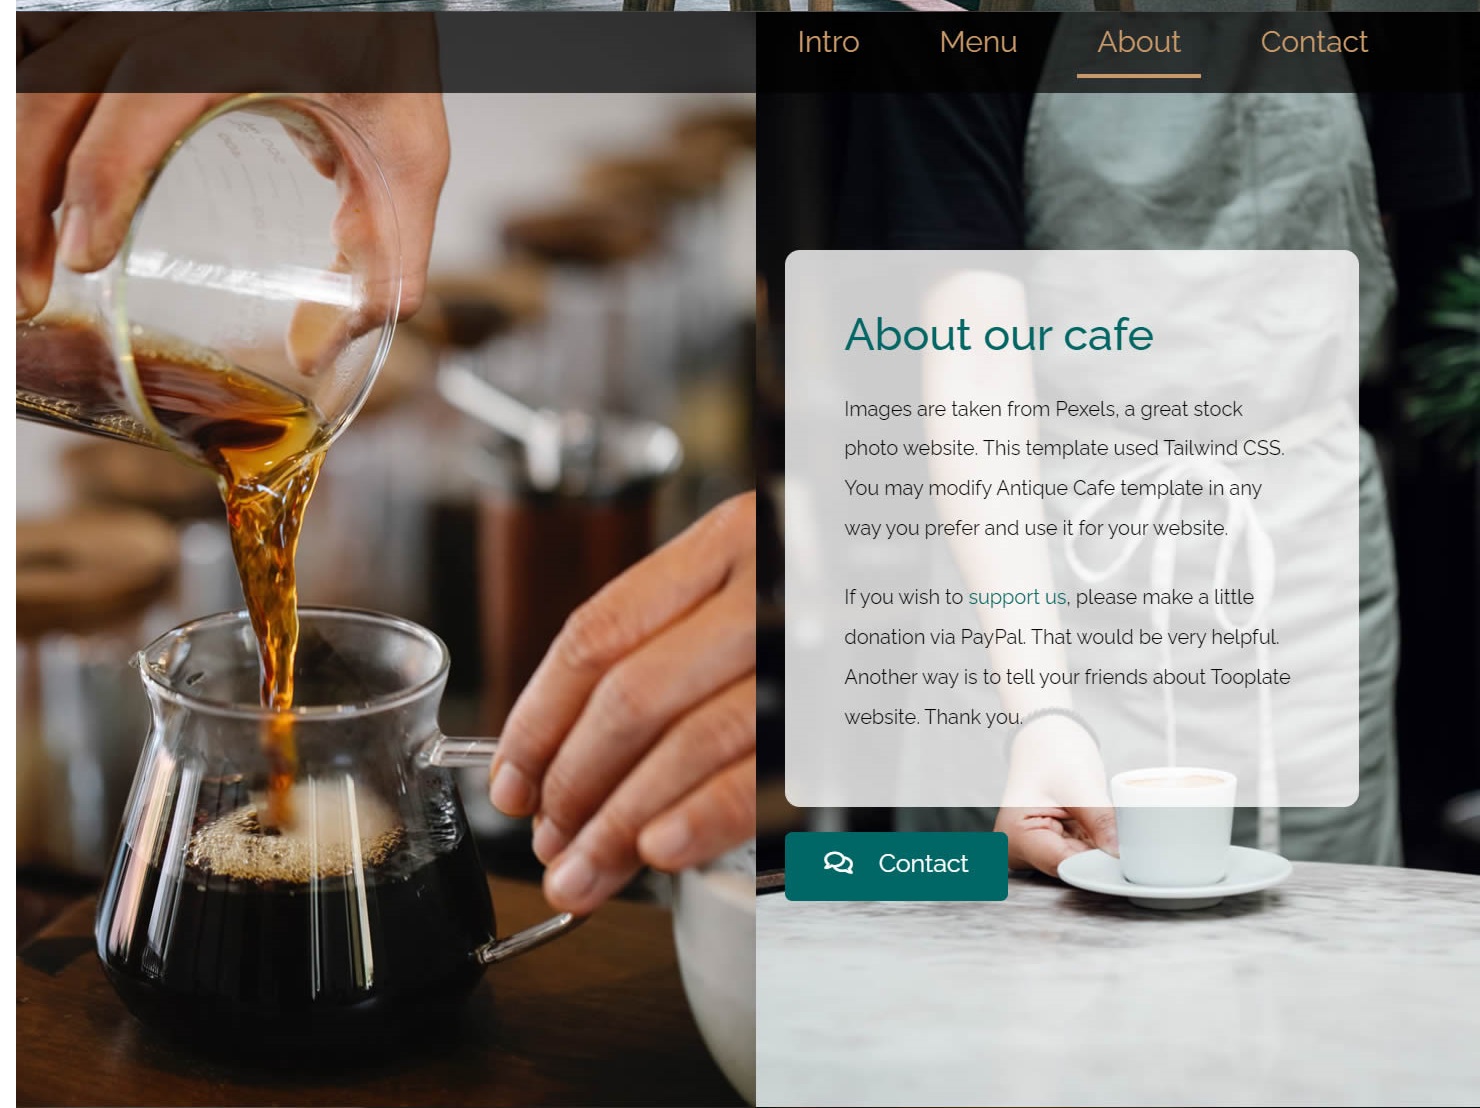 Intro Menu About Contact
About our cafe
Images are taken from Pexels, a great stock
photo website. This template used Tailwind CSS.
You may modify Antique Cafe template in any
way you prefer and use it for your website.
If you wish to support us, please make a little
donation via PayPal. That would be very helpful.
Another way is to tell your friends about Tooplate
website. Thank you.
Contact